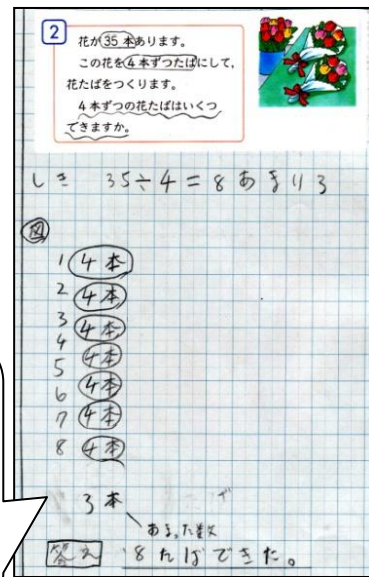 2
花が35本あります。
この花を4本ずつたばにして,
花たばをつくります。
4本ずつの花たばはいくつ
できますか。
しき 35÷4=8あまり3
図
1 4本
2 4本
3 4本
4
5 4本
6 4本
7 4本
8 4本
3本
あまった数
答え 8たばできた。